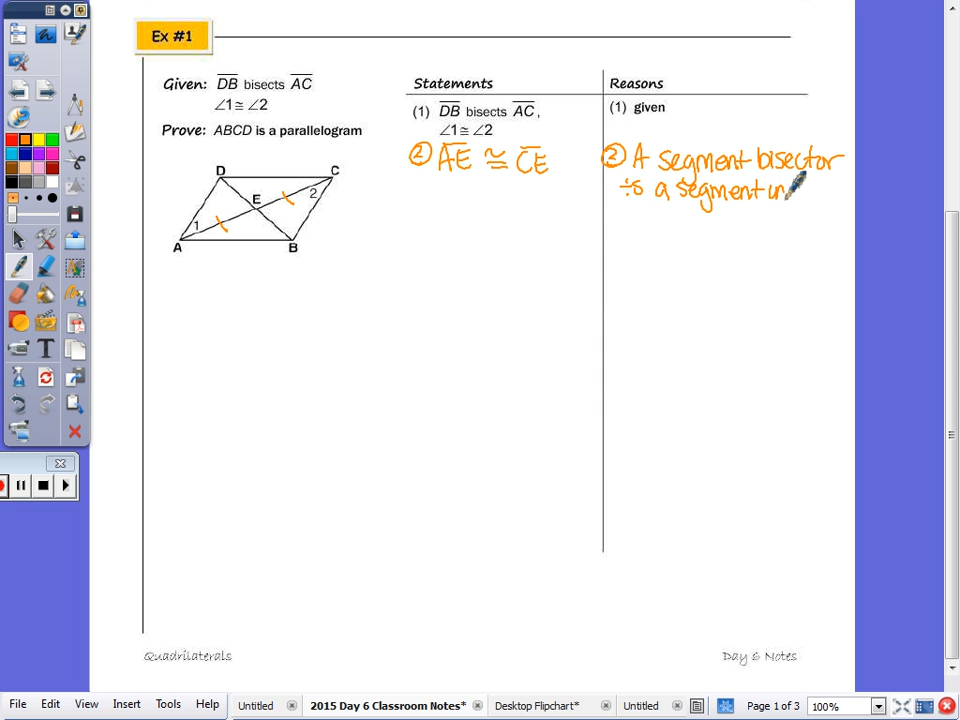 Ex #1
Given: DB bisects AC
∠1 ≅ ∠2
Prove: ABCD is a parallelogram
D C
E
2
1
A B
Statements
(1) DB bisects AC,
∠1 ≅ ∠2
② AE ≅ CE
Reasons
(1) given
② A segment bisector
÷s a segment in
Quadrilaterals
Day 6 Notes
T
File Edit View Insert Tools Help
Untitled
2015 Day 6 Classroom Notes*
Desktop Flipchart*
Untitled
Page 1 of 3
100%